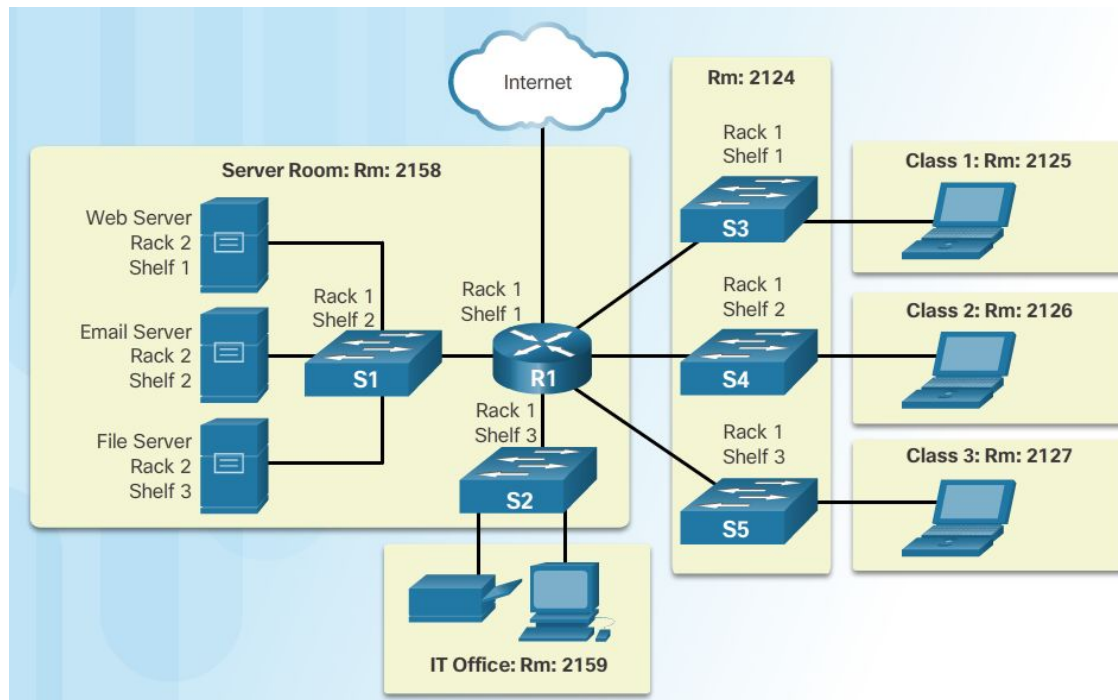 Internet
Server Room: Rm: 2158
Web Server
Rack 2
Shelf 1
Email Server
Rack 2
Shelf 2
File Server
Rack 2
Shelf 3
Rack 1
Shelf 2
S1
Rack 1
Shelf 1
R1
Rack 1
Shelf 3
S2
IT Office: Rm: 2159
Rm: 2124
Rack 1
Shelf 1
S3
Rack 1
Shelf 2
S4
Rack 1
Shelf 3
S5
Class 1: Rm: 2125
Class 2: Rm: 2126
Class 3: Rm: 2127